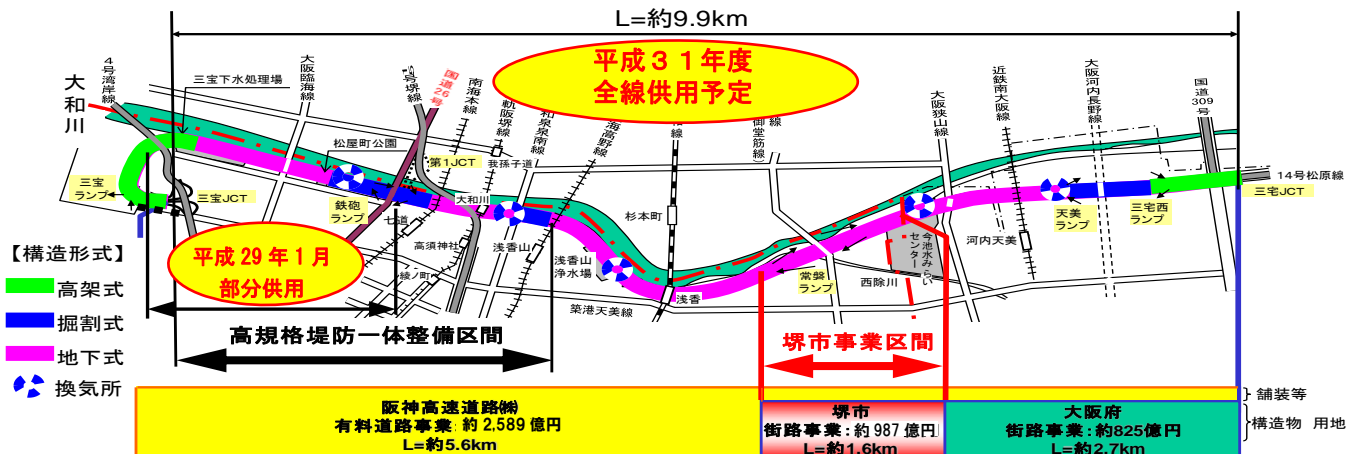 L=約9.9km
平成31年度
全線供用予定
大和川
4号湾岸線
三宝下水処理場
大阪臨海線
松屋町公園
15号堺線
国道26号
南海本線
阪堺線
和泉泉南線
海高野線
第1JCT
我孫子道
大和川
和線
御堂筋線)
大阪狭山線
近鉄南大阪線
大阪河内長野線
国道309号
14号松原線
三宅JCT
三宝ランプ
三宝JCT
鉄砲ランプ
七道
高須神社
綾ノ町
浅香山
浅香山浄水場
杉本町
浅香
築港天美線
常磐ランプ
西除川
今池水みらいセンター
河内天美
天美ランプ
三宅西ランプ
平成29年1月
部分供用
【構造形式】
高架式
掘割式
地下式
換気所
高規格堤防一体整備区間
堺市事業区間
阪神高速道路㈱
有料道路事業:約2,589億円
L=約5.6km
堺市
街路事業:約987億円
L=約1.6km
大阪府
街路事業:約825億円
L=約2.7km
舗装等
構造物 用地